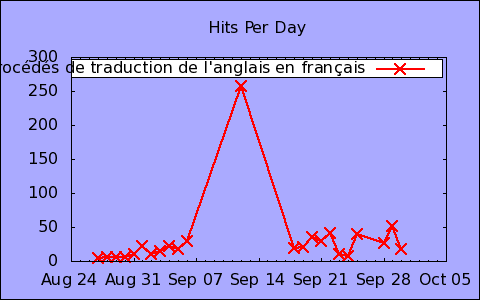 Hits Per Day
300
rocédés de traduction de l'anglais en français
250
200
150
100
50
0
Aug 24 Aug 31 Sep 07 Sep 14 Sep 21 Sep 28 Oct 05